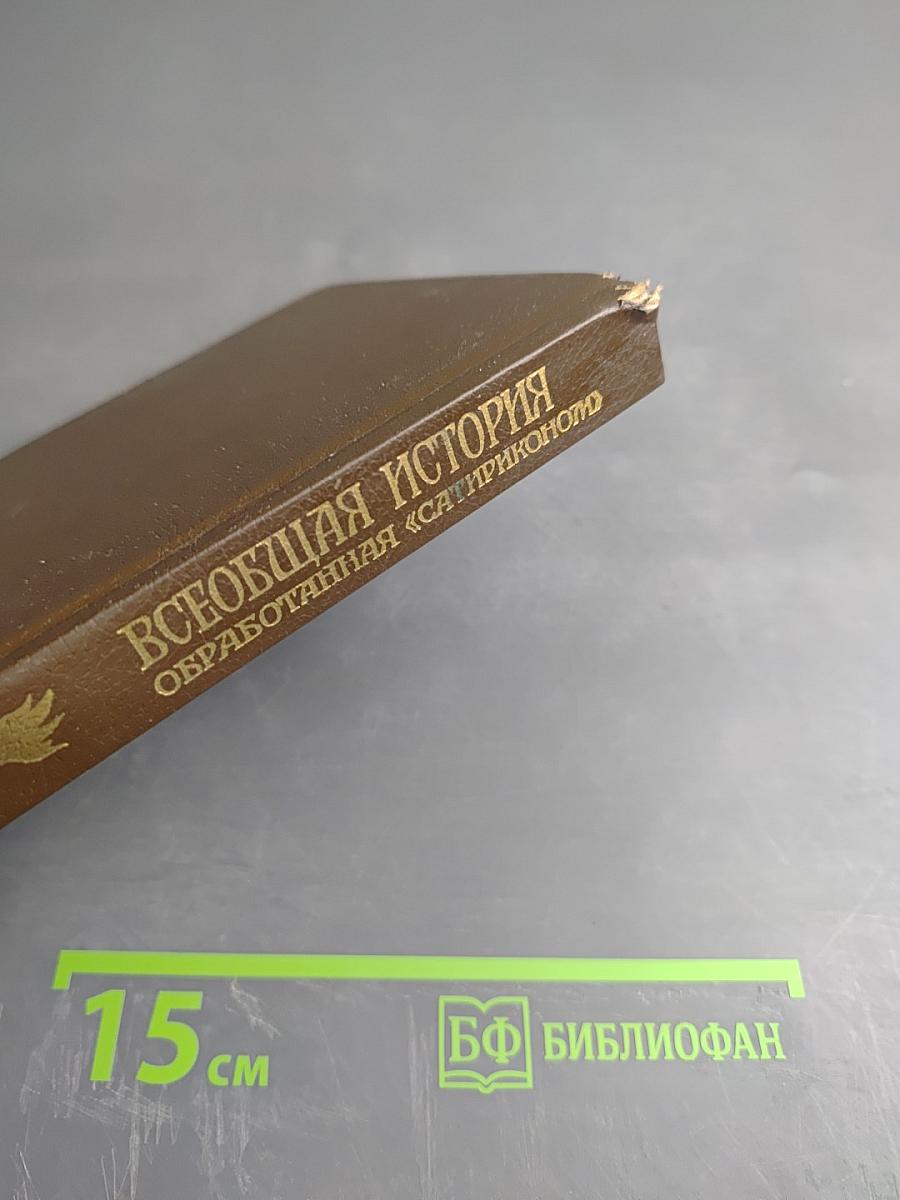 ВСЕОБЩАЯ ИСТОРИЯ
ОБРАБОТАННАЯ «САТИРИКОНОМ»
15 см
БФ БИБЛИОФАН